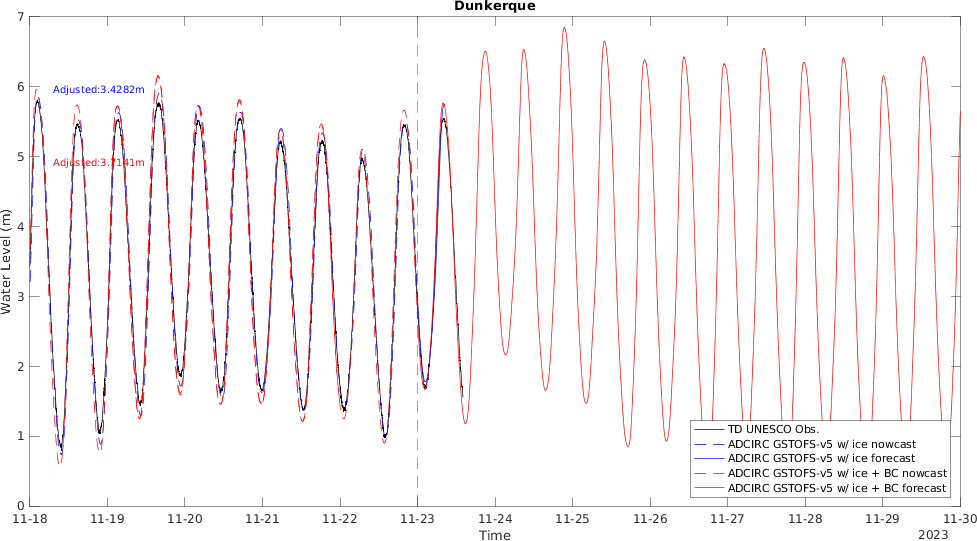 Dunkerque
7
6
5
4
3
2
1
0
Water Level (m)
Adjusted:3.4282m
Adjusted:3.7141m
TD UNESCO Obs.
ADCIRC GSTOFS-v5 w/ ice nowcast
ADCIRC GSTOFS-v5 w/ ice forecast
ADCIRC GSTOFS-v5 w/ ice + BC nowcast
ADCIRC GSTOFS-v5 w/ ice + BC forecast
11-18 11-19 11-20 11-21 11-22 11-23 11-24 11-25 11-26 11-27 11-28 11-29 11-30
Time
2023